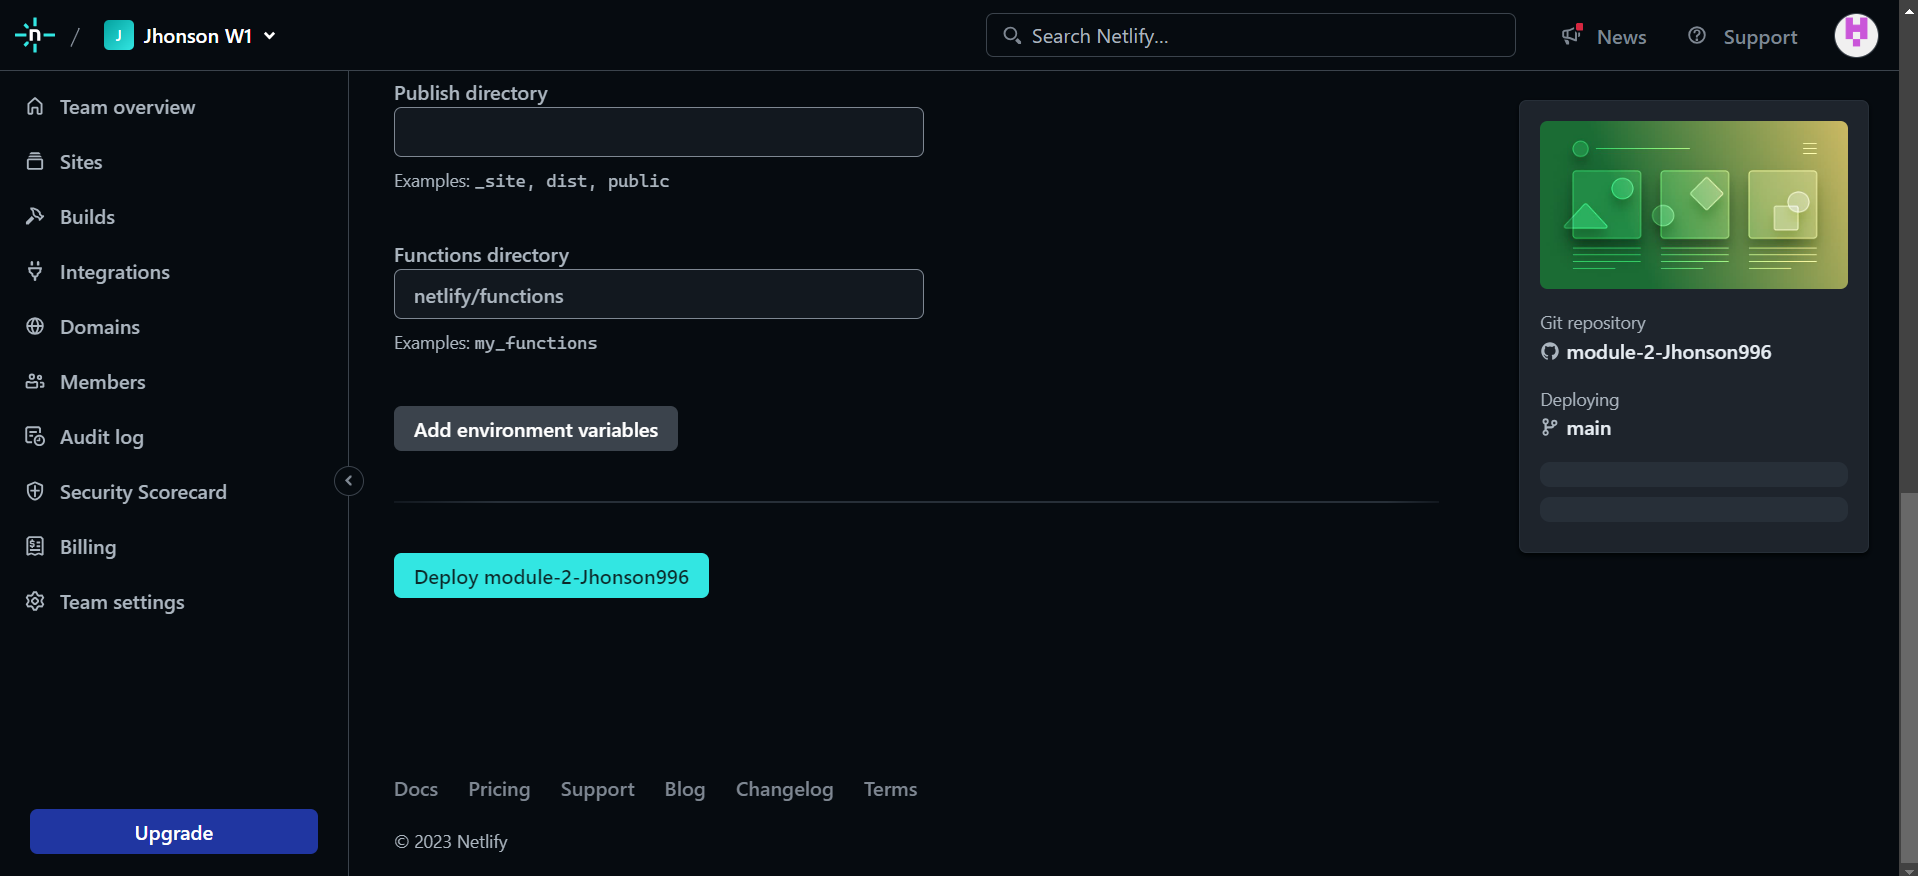 n / J Jhonson W1
Search Netlify...
News
Support
Team overview
Sites
Builds
Integrations
Domains
Members
Audit log
Security Scorecard
Billing
Team settings
Upgrade
Publish directory
Examples: _site, dist, public
Functions directory
netlify/functions
Examples: my_functions
Add environment variables
Deploy module-2-Jhonson996
Git repository
module-2-Jhonson996
Deploying
main
Docs Pricing Support Blog Changelog Terms
© 2023 Netlify